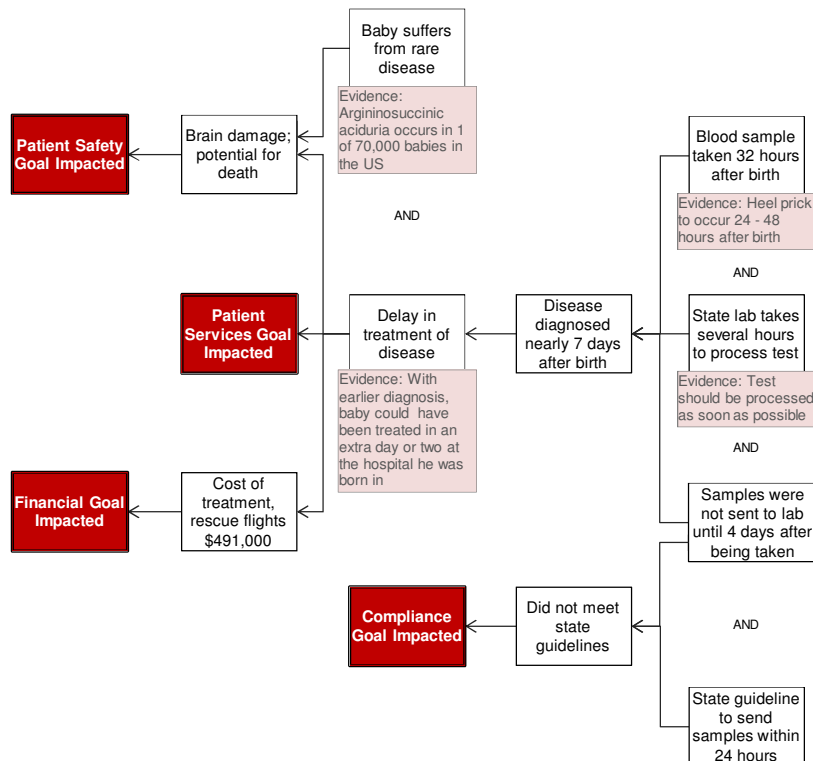 Baby suffers
from rare
disease
Evidence:
Argininosuccinic
aciduria occurs in 1
of 70,000 babies in
the US
Patient Safety
Goal Impacted
Brain damage;
potential for
death
Blood sample
taken 32 hours
after birth
Evidence: Heel prick
to occur 24 - 48
hours after birth
AND
AND
Patient
Services Goal
Impacted
Delay in
treatment of
disease
Evidence: With
earlier diagnosis,
baby could have
been treated in an
extra day or two at
the hospital he was
born in
Disease
diagnosed
nearly 7 days
after birth
State lab takes
several hours
to process test
Evidence: Test
should be processed
as soon as possible
AND
Financial Goal
Impacted
Cost of
treatment,
rescue flights
$491,000
Samples were
not sent to lab
until 4 days after
being taken
Compliance
Goal Impacted
Did not meet
state
guidelines
AND
State guideline
to send
samples within
24 hours